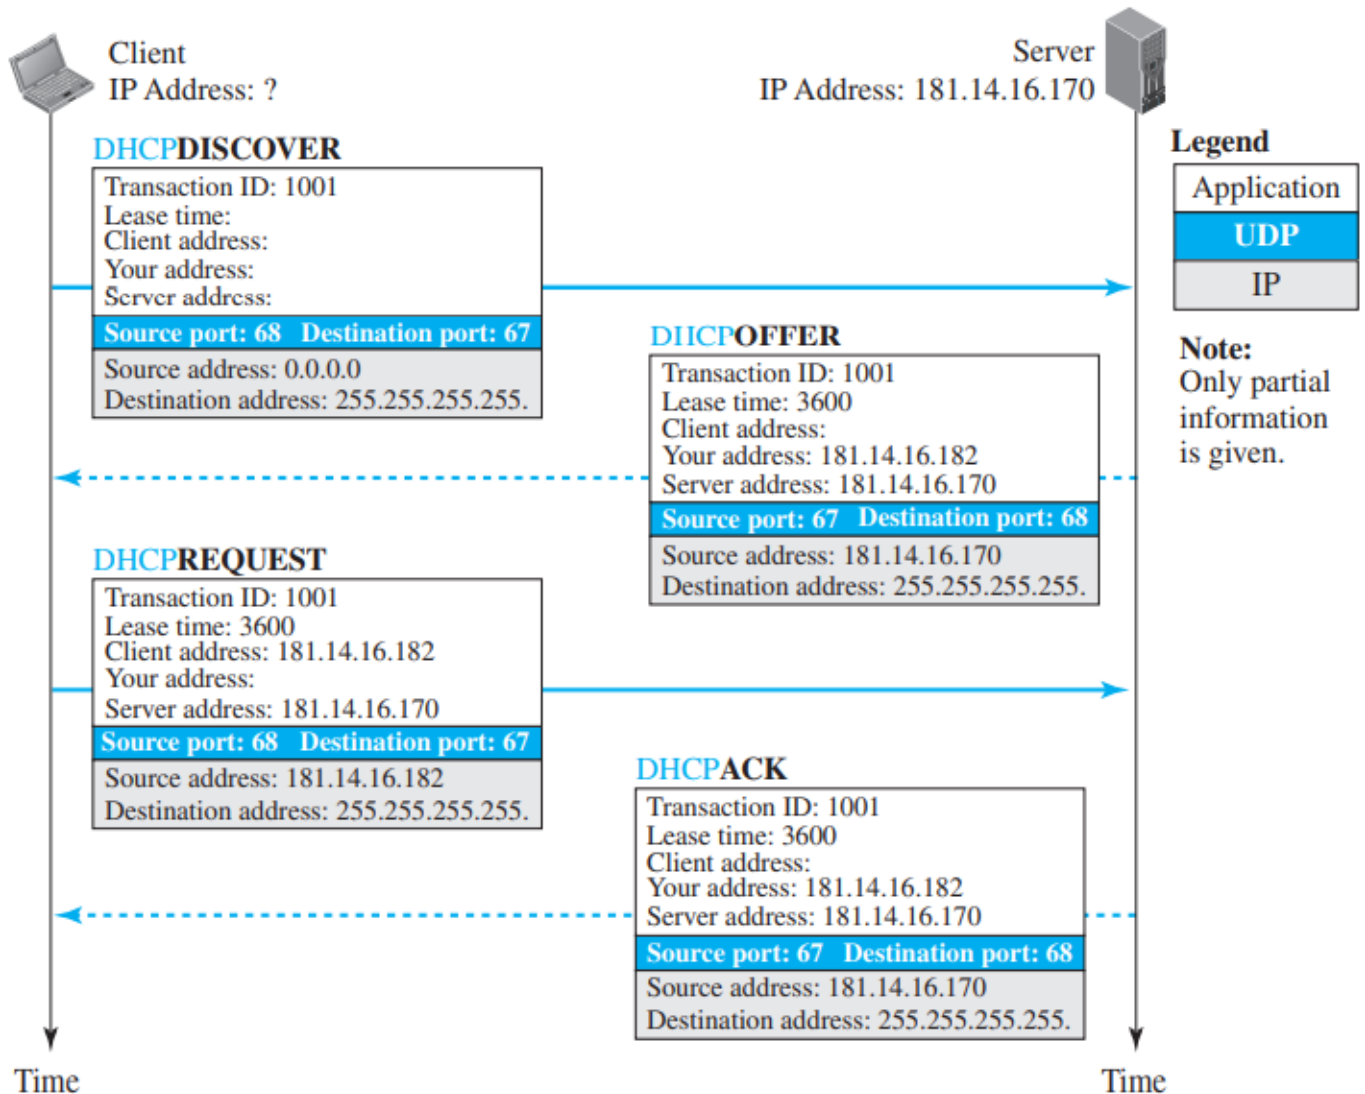 Client
IP Address: ?
Server
IP Address: 181.14.16.170
DHCPDISCOVER
Transaction ID: 1001
Lease time:
Client address:
Your address:
Server address:
Source port: 68 Destination port: 67
Source address: 0.0.0.0
Destination address: 255.255.255.255.
Legend
Application
UDP
IP
Note:
Only partial
information
is given.
DHCPOFFER
Transaction ID: 1001
Lease time: 3600
Client address:
Your address: 181.14.16.182
Server address: 181.14.16.170
Source port: 67 Destination port: 68
Source address: 181.14.16.170
Destination address: 255.255.255.255.
DHCPREQUEST
Transaction ID: 1001
Lease time: 3600
Client address: 181.14.16.182
Your address:
Server address: 181.14.16.170
Source port: 68 Destination port: 67
Source address: 181.14.16.182
Destination address: 255.255.255.255.
DHCPACK
Transaction ID: 1001
Lease time: 3600
Client address:
Your address: 181.14.16.182
Server address: 181.14.16.170
Source port: 67 Destination port: 68
Source address: 181.14.16.170
Destination address: 255.255.255.255.
Time
Time